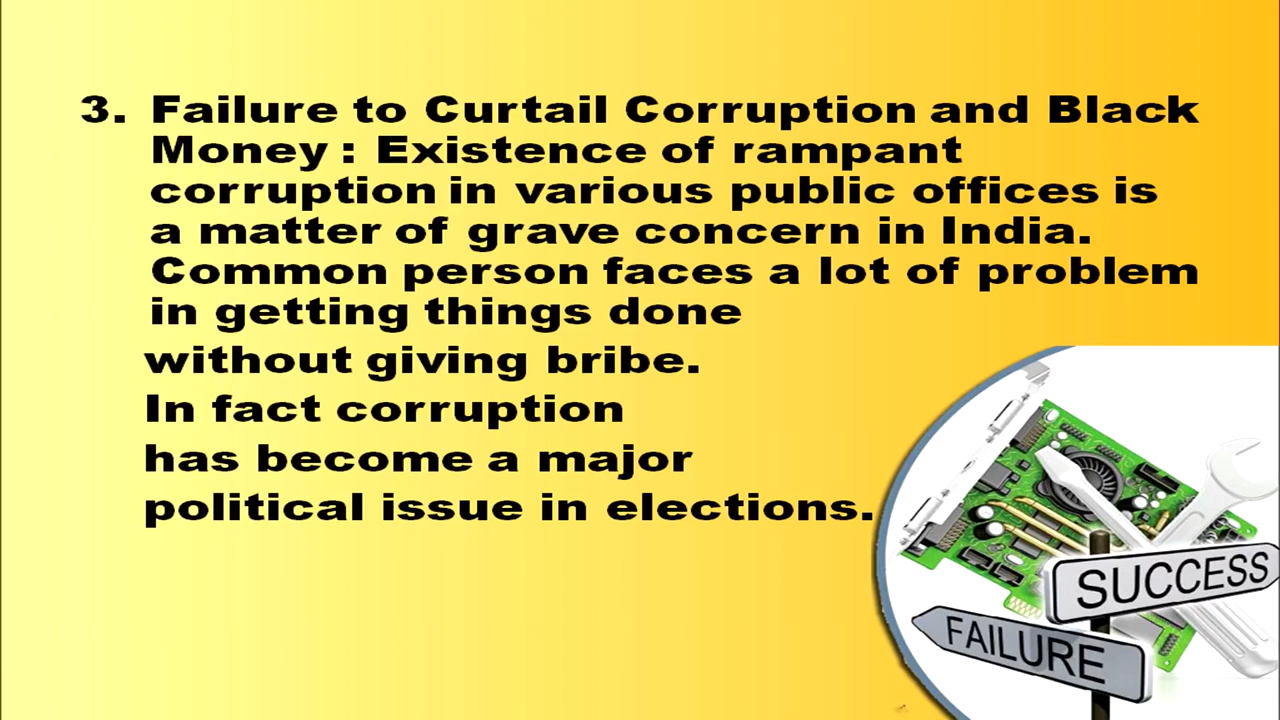 3. Failure to Curtail Corruption and Black
Money : Existence of rampant
corruption in various public offices is
a matter of grave concern in India.
Common person faces a lot of problem
in getting things done
without giving bribe.
In fact corruption
has become a major
political issue in elections.
SUCCESS
FAILURE